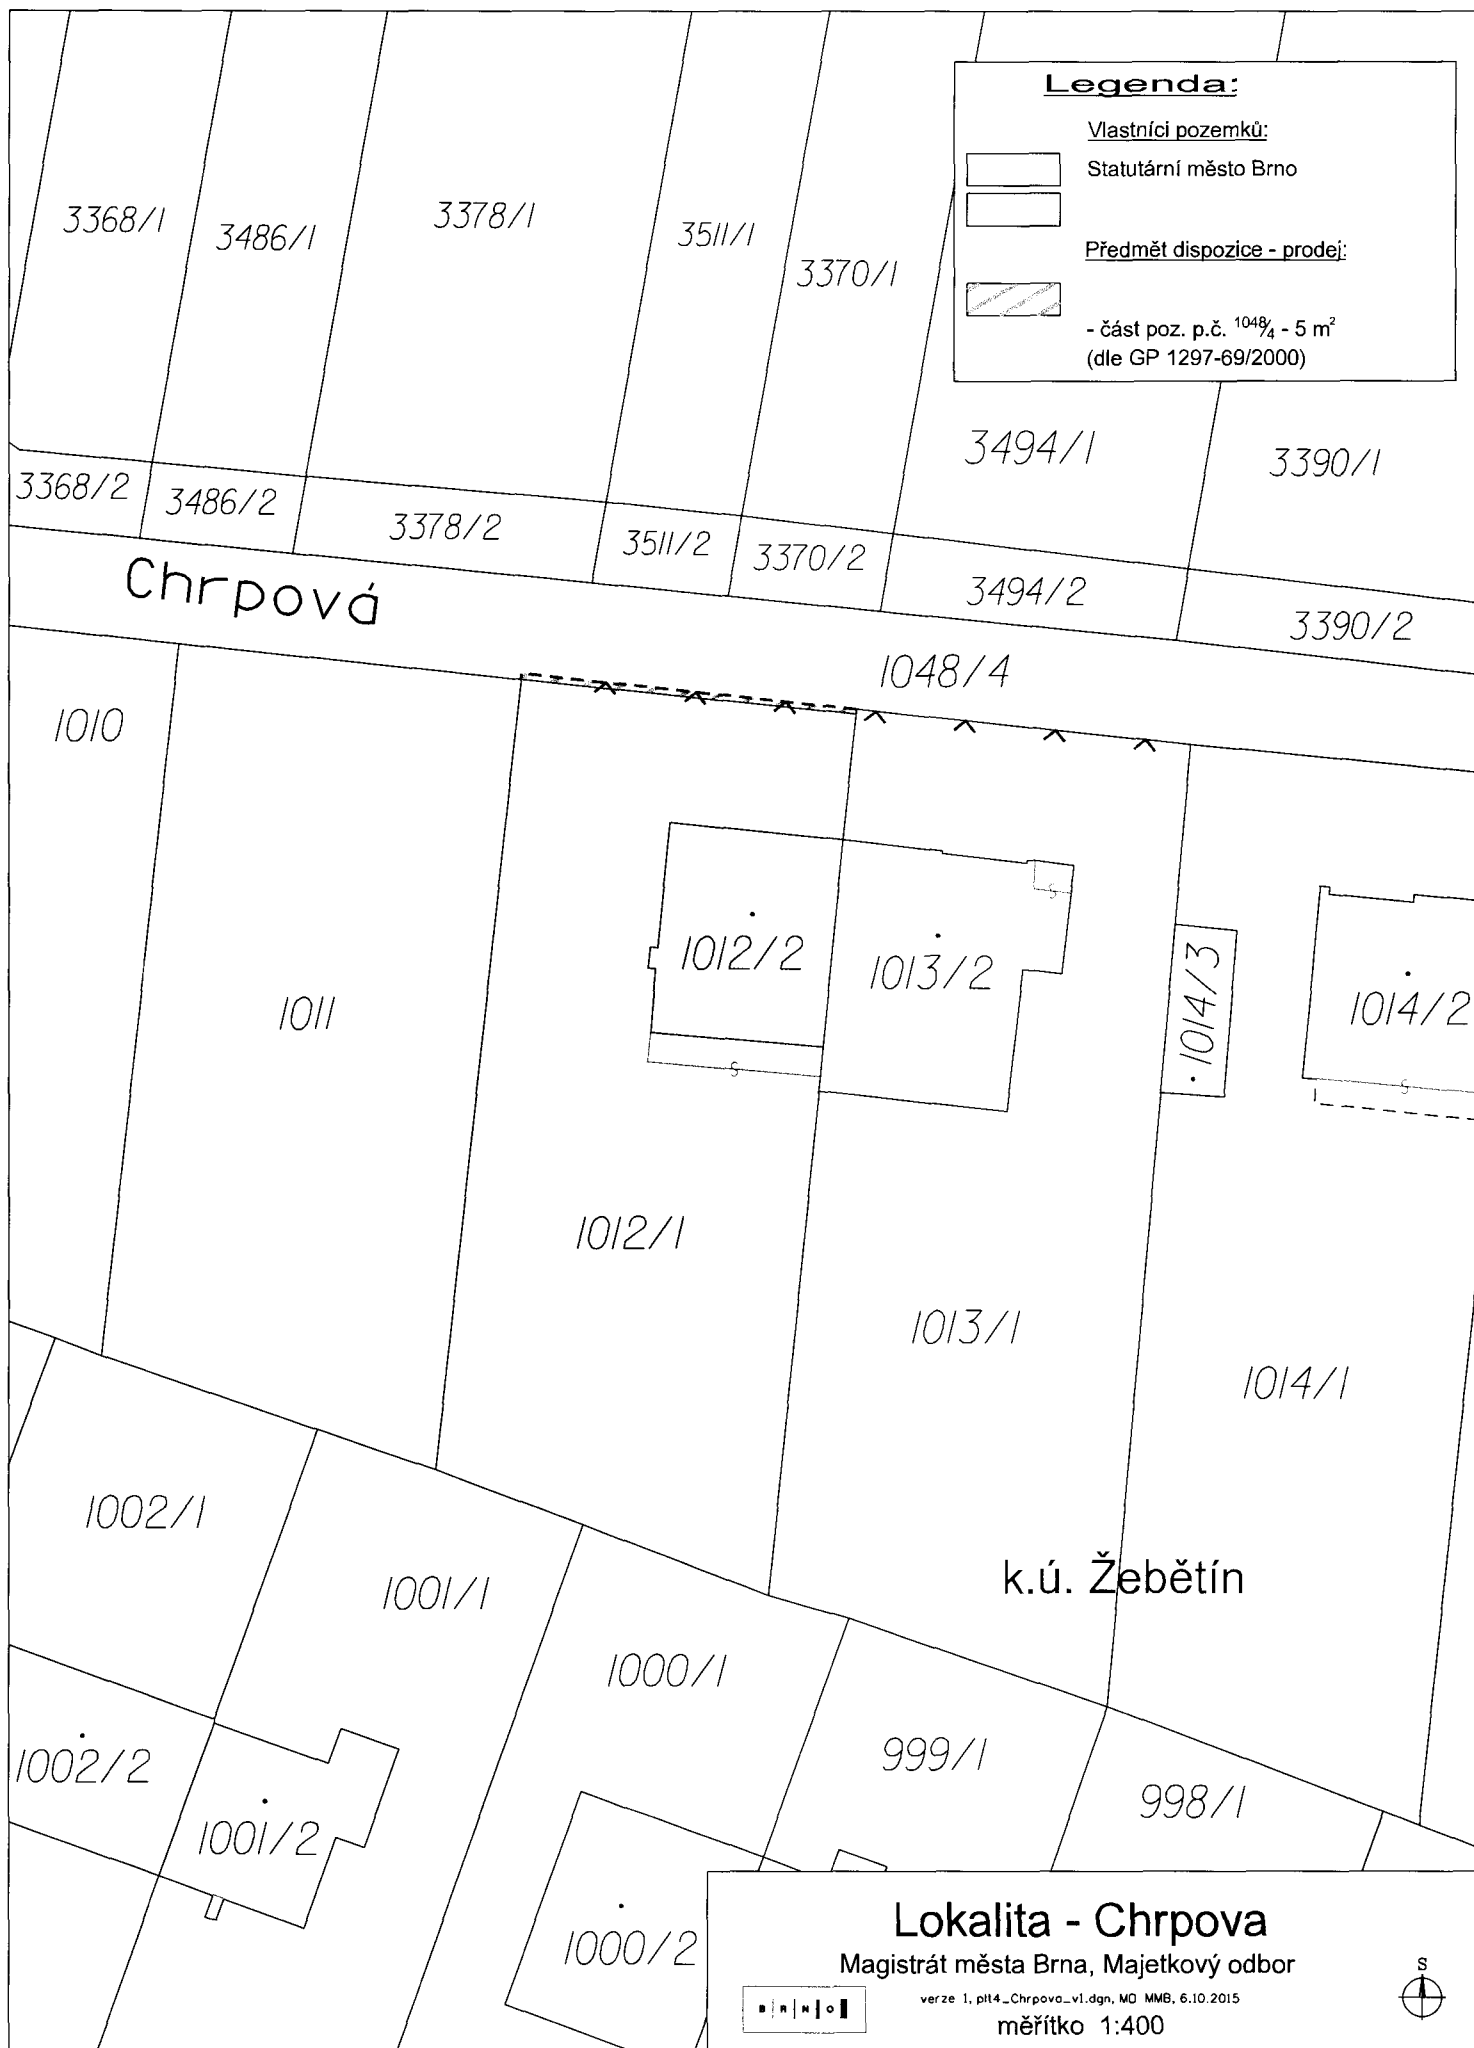 Legenda:
Vlastníci pozemků:
Statutární město Brno
Předmět dispozice - prodej:
- část poz. p.č. 1048/4 - 5 m²
(dle GP 1297-69/2000)
3368/1
3486/1
3378/1
3511/1
3370/1
3494/1
3390/1
3368/2
3486/2
3378/2
3511/2
3370/2
3494/2
3390/2
Chrpová
1048/4
1010
1011
1012/2
1013/2
1014/3
1014/2
1012/1
1013/1
1014/1
1002/1
1001/1
k.ú. Žebětín
1000/1
999/1
998/1
1002/2
1001/2
1000/2
Lokalita - Chrpova
Magistrát města Brna, Majetkový odbor
verze 1, plt4_Chrpova_v1.dgn, MO MMB, 6.10.2015
měřítko 1:400
B R N O
S